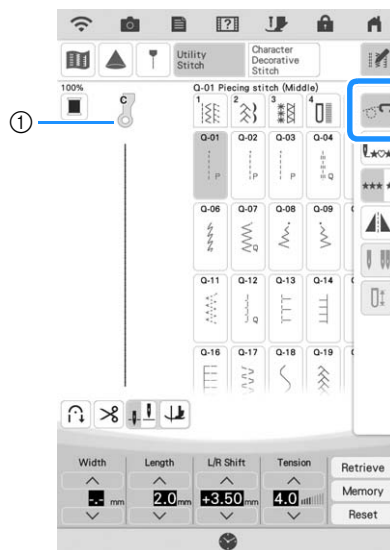 Utility
Stitch
Character
Decorative
Stitch
100%
Q-01 Piecing stitch (Middle)
C
1 2 3 4
①
Q-01 Q-02 Q-03 Q-04
P P P Q
Q-06 Q-07 Q-08 Q-09
Q
Q-11 Q-12 Q-13 Q-14
Q
Q-16 Q-17 Q-18 Q-19
Width Length L/R Shift Tension
-.- mm 2.0 mm +3.50 mm 4.0
Retrieve
Memory
Reset